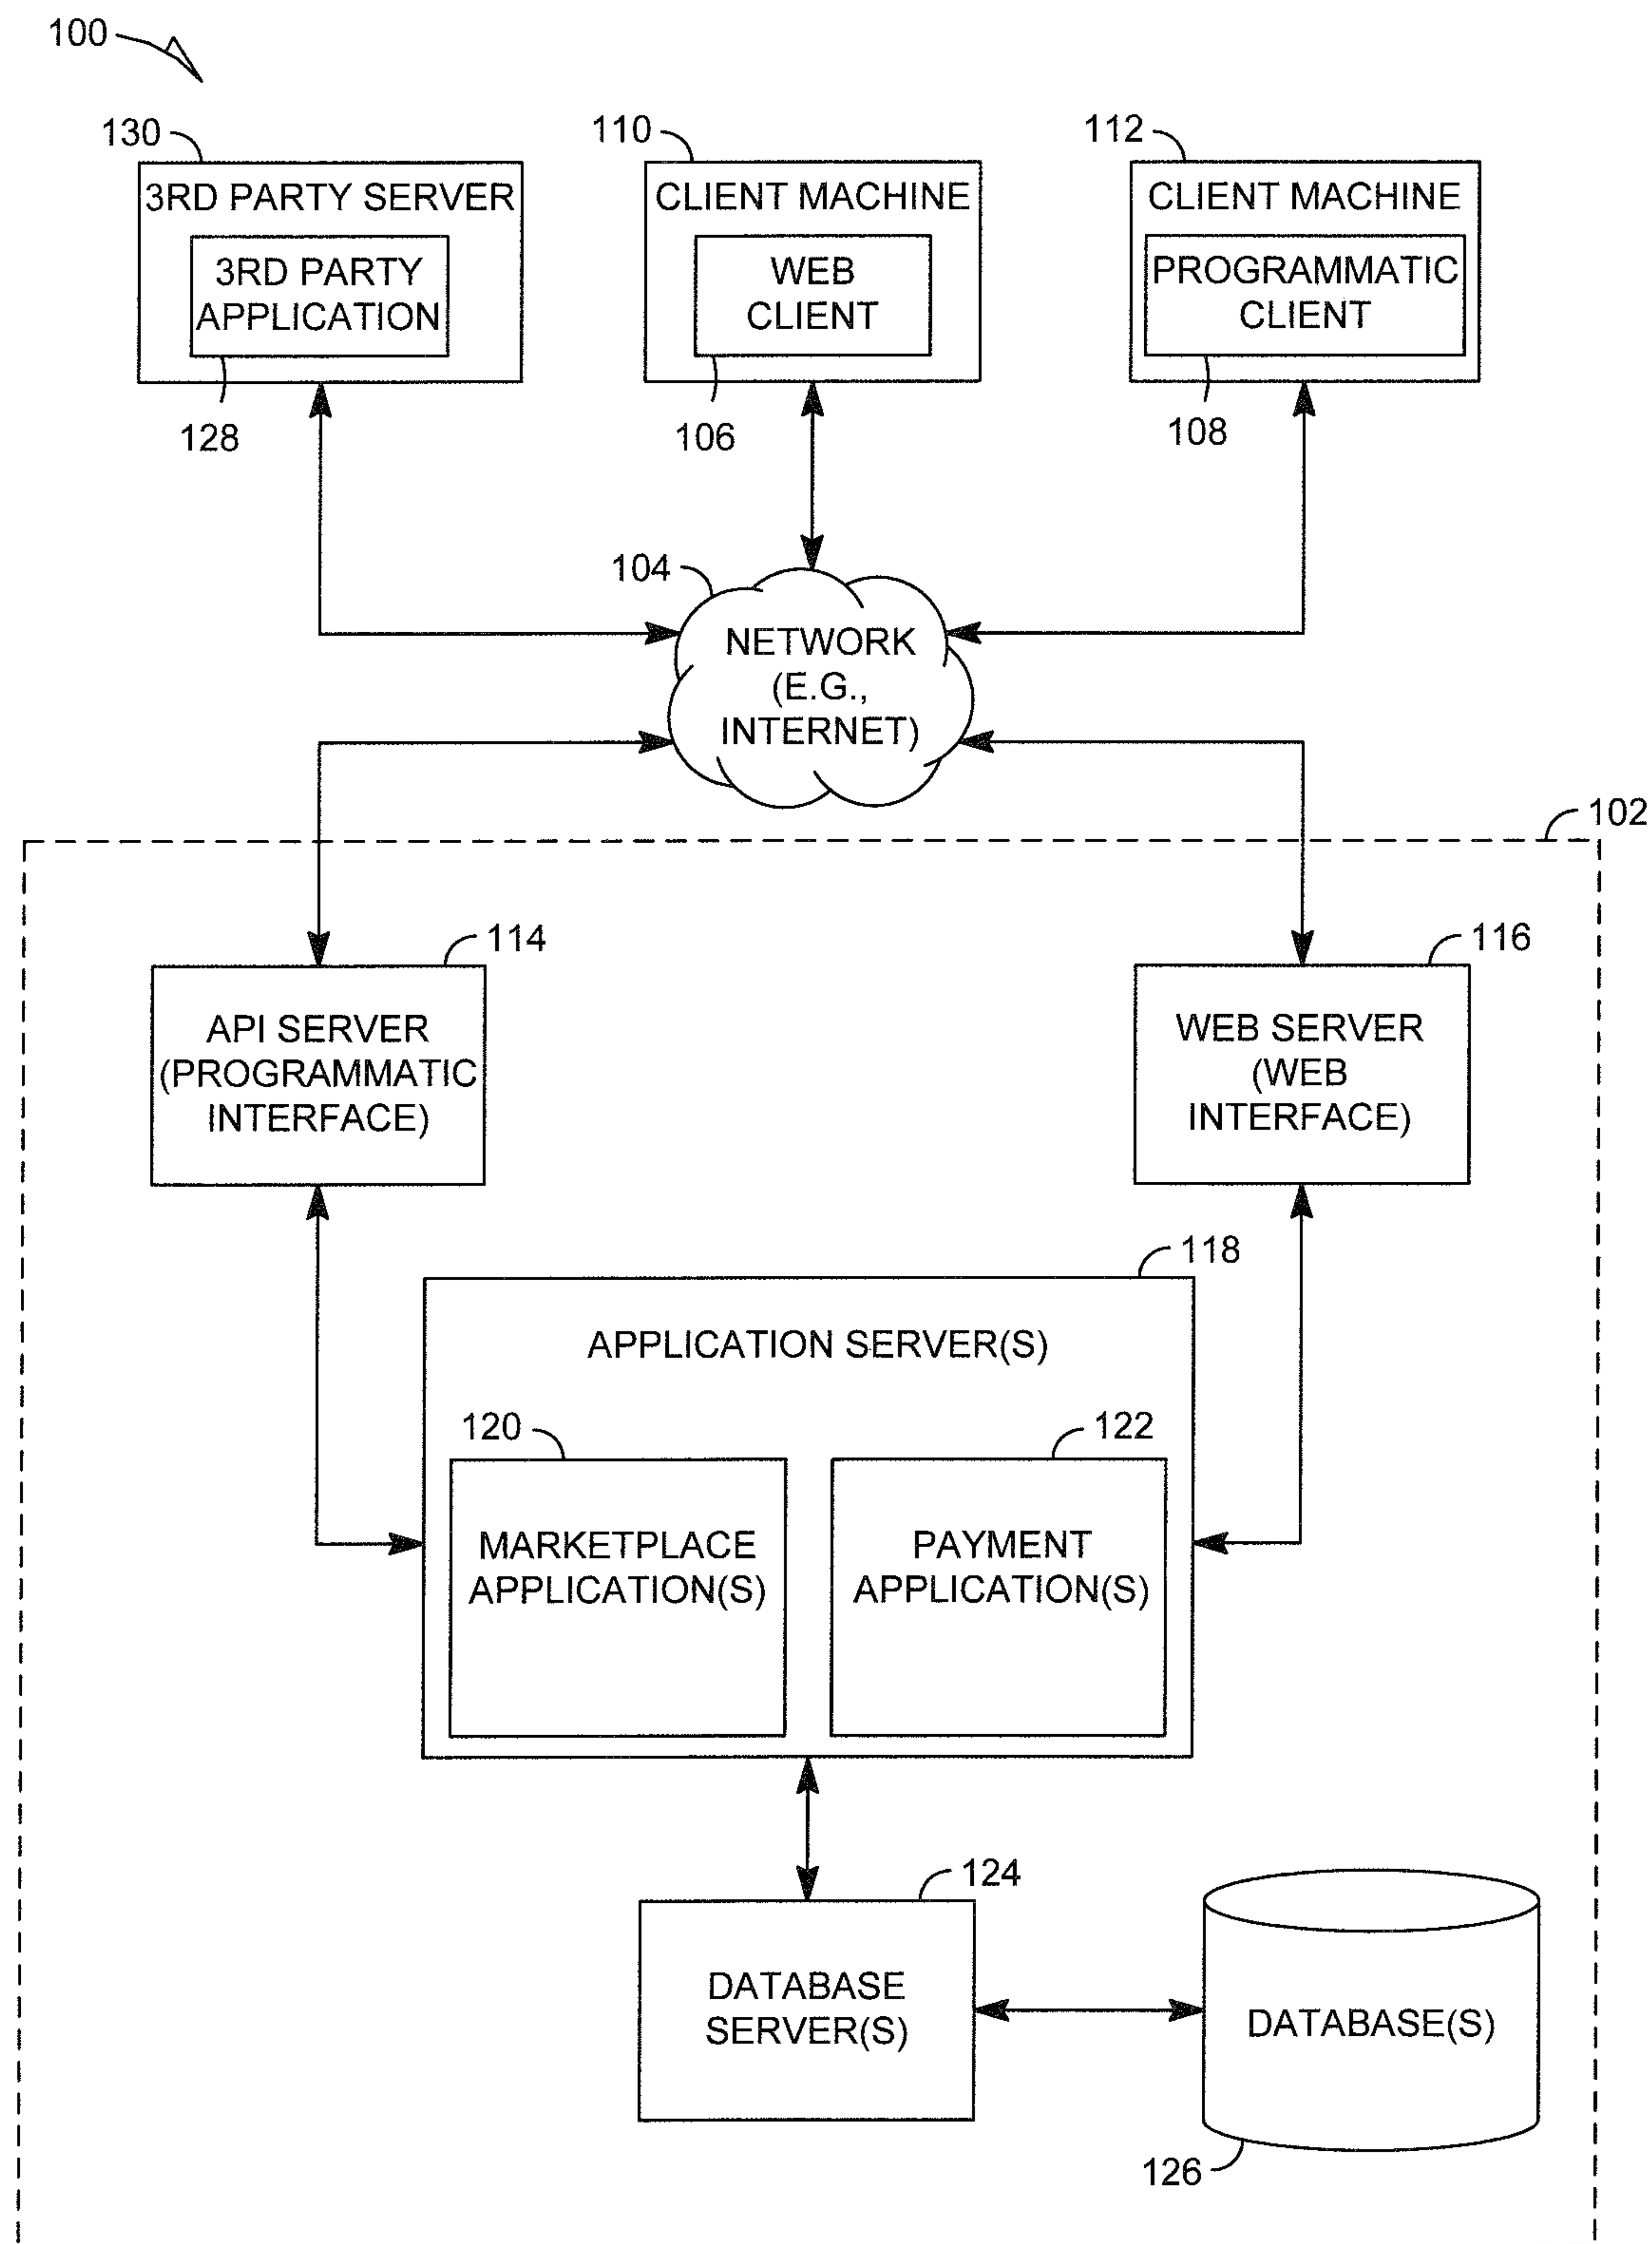 100
130
110
112
3RD PARTY SERVER
CLIENT MACHINE
CLIENT MACHINE
3RD PARTY
APPLICATION
WEB
CLIENT
PROGRAMMATIC
CLIENT
128
106
108
104
NETWORK
(E.G.,
INTERNET)
102
114
116
API SERVER
(PROGRAMMATIC
INTERFACE)
WEB SERVER
(WEB
INTERFACE)
118
APPLICATION SERVER(S)
120
122
MARKETPLACE
APPLICATION(S)
PAYMENT
APPLICATION(S)
124
DATABASE
SERVER(S)
DATABASE(S)
126